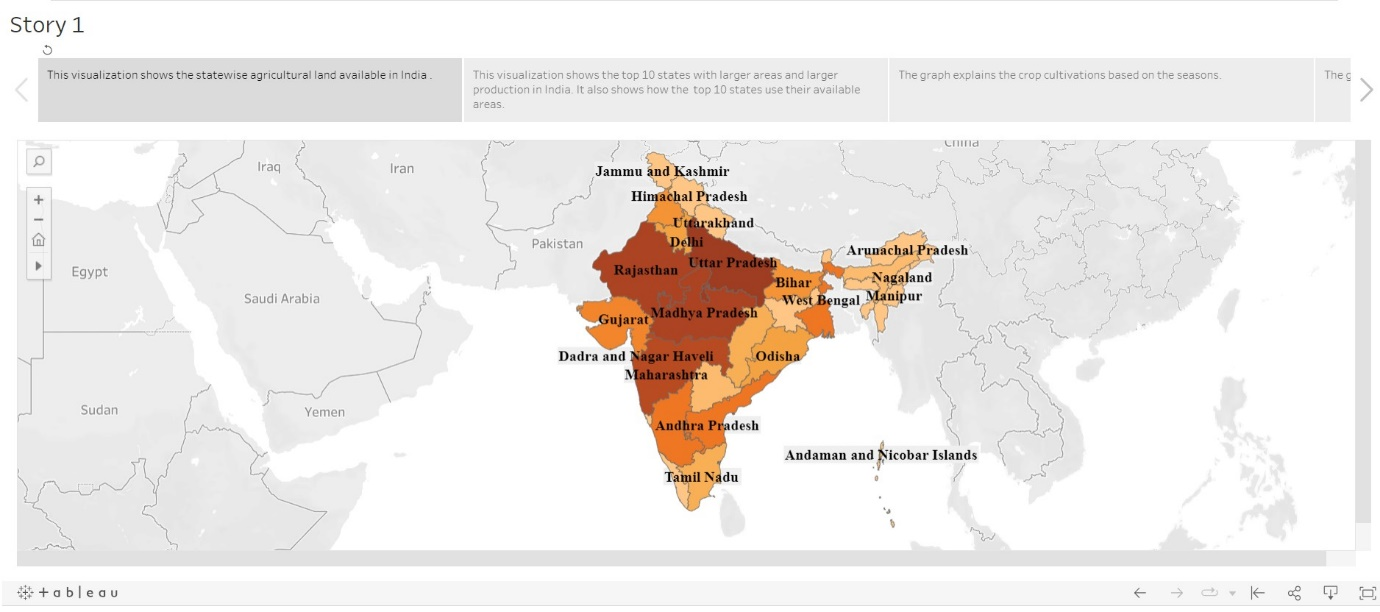 Story 1
This visualization shows the statewise agricultural land available in India .
This visualization shows the top 10 states with larger areas and larger
production in India. It also shows how the top 10 states use their available
areas.
The graph explains the crop cultivations based on the seasons.
The g
China
Iraq
Iran
Jammu and Kashmir
Himachal Pradesh
Uttarakhand
Pakistan
Delhi
Arunachal Pradesh
Egypt
Rajasthan
Uttar Pradesh
Nagaland
Bihar
Saudi Arabia
West Bengal
Manipur
Gujarat
Madhya Pradesh
Dadra and Nagar Haveli
Odisha
Maharashtra
Sudan
Yemen
Andhra Pradesh
Andaman and Nicobar Islands
Tamil Nadu
+ableau